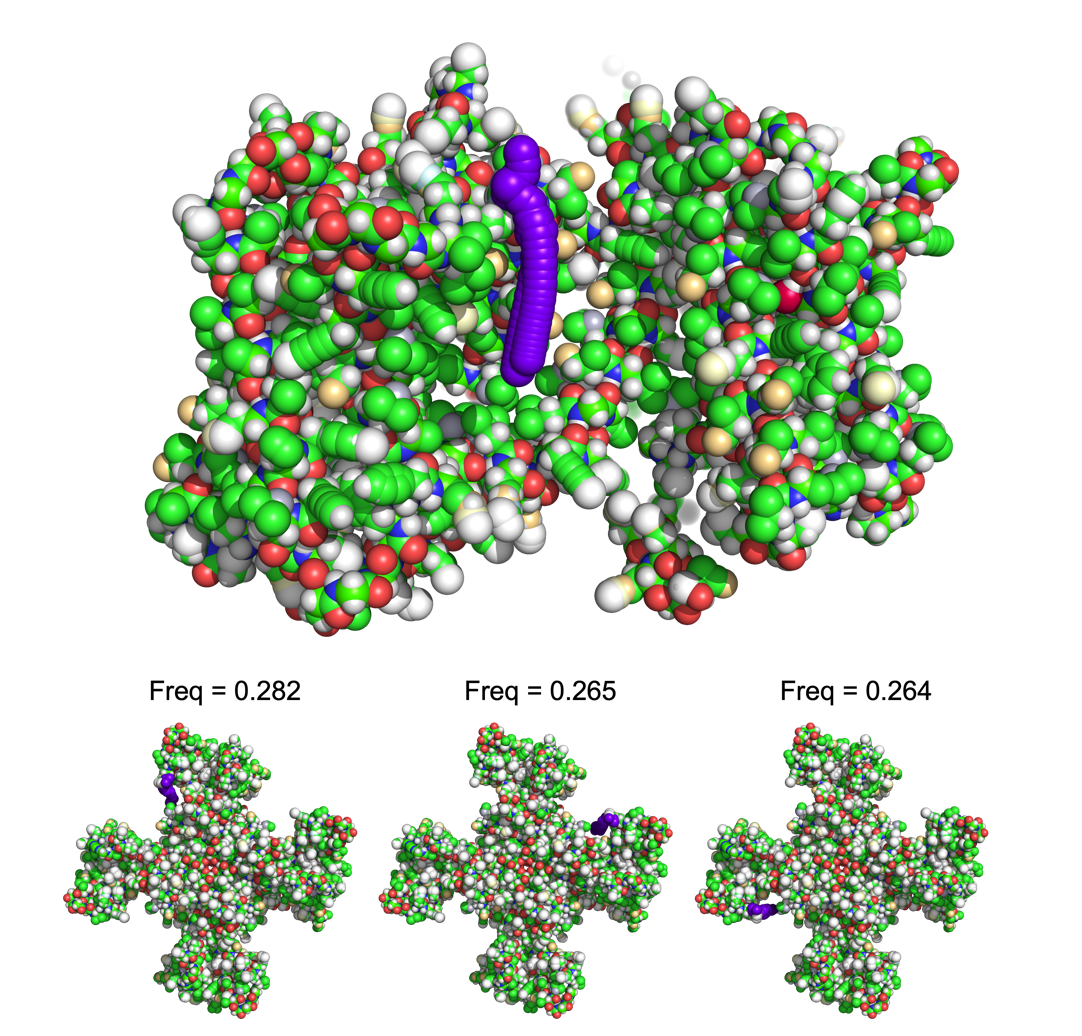 Freq = 0.282
Freq = 0.265
Freq = 0.264